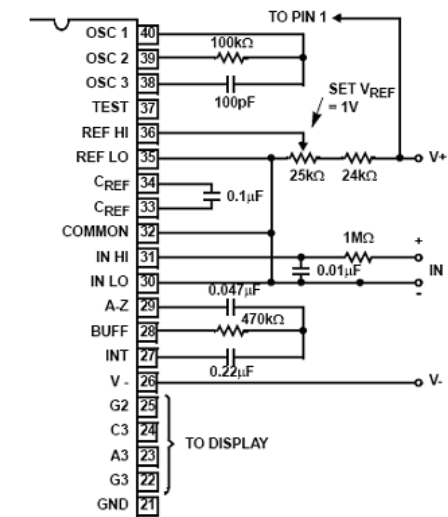 TO PIN 1
OSC 1 40
100kΩ
OSC 2 39
OSC 3 38
100pF
SET VREF
= 1V
TEST 37
REF HI 36
REF LO 35
V+
25kΩ 24kΩ
CREF 34
0.1µF
CREF 33
COMMON 32
1MΩ
+
IN HI 31
0.01µF
IN
IN LO 30
-
0.047µF
A-Z 29
470kΩ
BUFF 28
INT 27
0.22µF
V - 26
V-
G2 25
C3 24
TO DISPLAY
A3 23
G3 22
GND 21